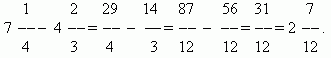 7 1/4 - 4 2/3 = 29/4 - 14/3 = 87/12 - 56/12 = 31/12 = 2 7/12.